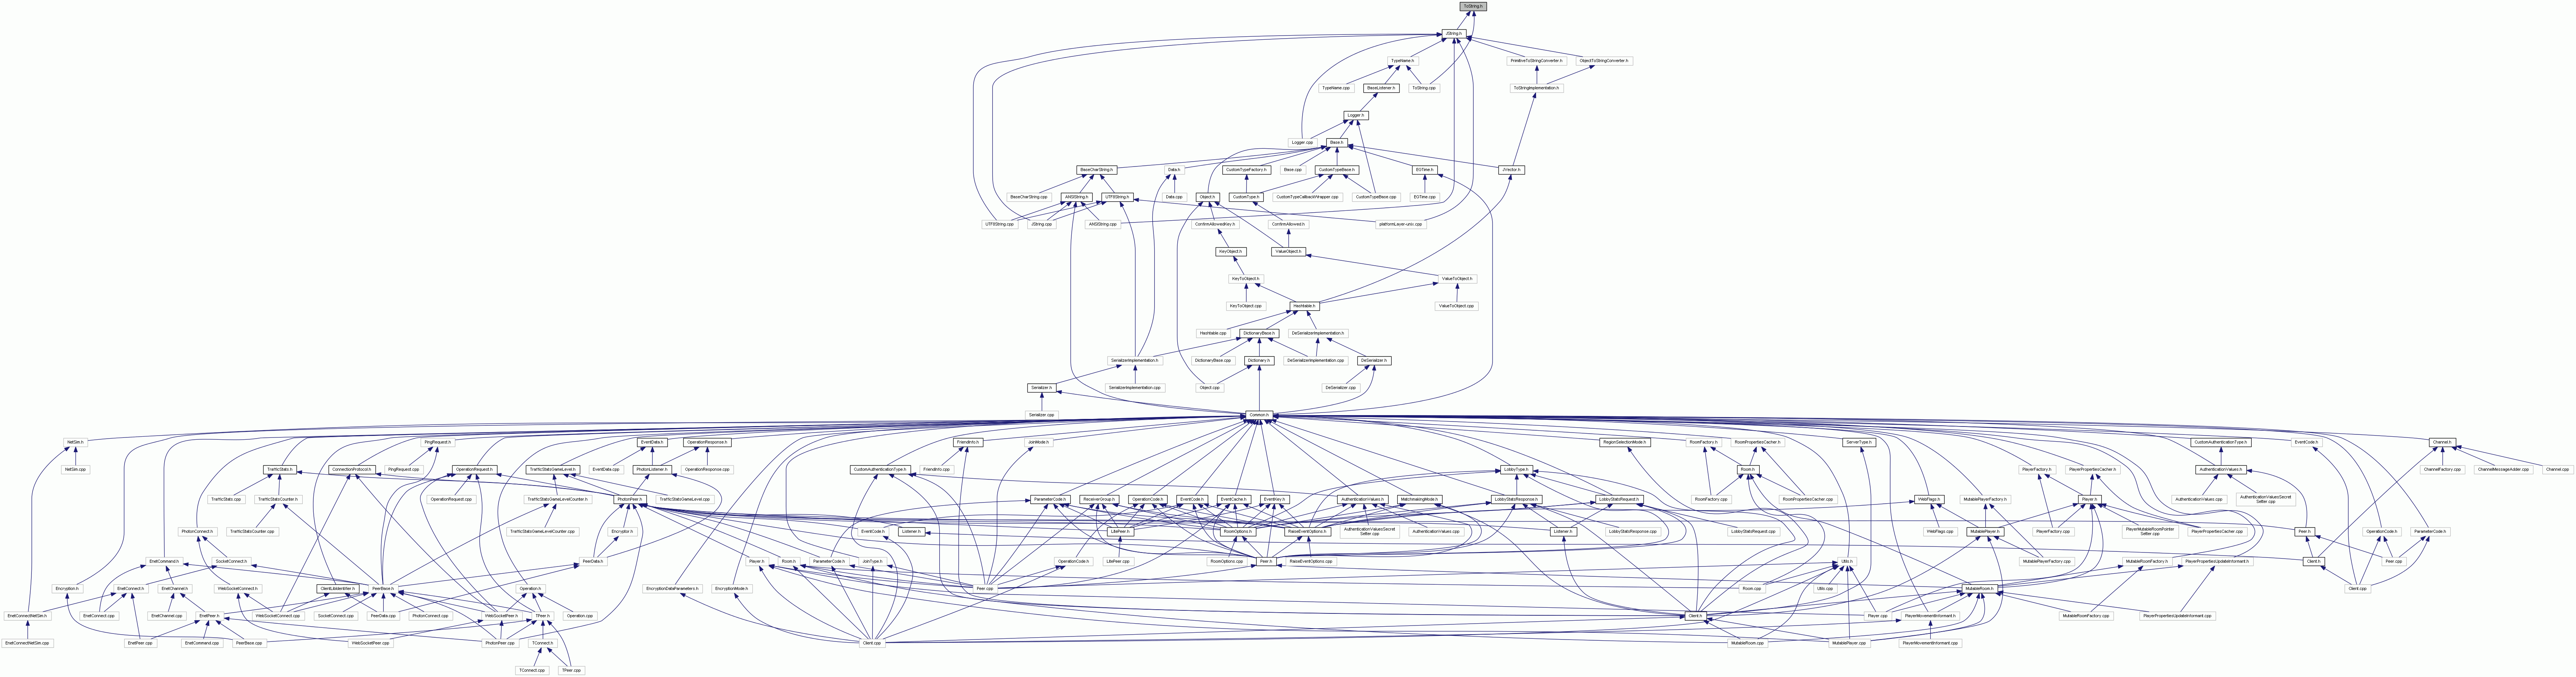 ToString.h
JString.h
TypeName.h
PrimitiveToStringConverter.h
ObjectToStringConverter.h
TypeName.cpp
BaseListener.h
ToString.cpp
ToStringImplementation.h
Logger.h
Logger.cpp
Base.h
BaseCharString.h
Data.h
CustomTypeFactory.h
Base.cpp
CustomTypeBase.h
EGTime.h
JVector.h
BaseCharString.cpp
ANSIString.h
UTF8String.h
Data.cpp
Object.h
CustomType.h
CustomTypeCallbackWrapper.cpp
CustomTypeBase.cpp
EGTime.cpp
UTF8String.cpp
JString.cpp
ANSIString.cpp
ConfirmAllowedKey.h
ConfirmAllowed.h
platformLayer-univ.cpp
KeyObject.h
ValueObject.h
KeyToObject.h
ValueToObject.h
KeyToObject.cpp
Hashtable.h
ValueToObject.cpp
Hashtable.cpp
DictionaryBase.h
DeSerializerImplementation.h
SerializerImplementation.h
DictionaryBase.cpp
Dictionary.h
DeSerializerImplementation.cpp
DeSerializer.h
Serializer.h
SerializerImplementation.cpp
Object.cpp
DeSerializer.cpp
Serializer.cpp
Common.h
NetSim.h
PingRequest.h
EventData.h
OperationResponse.h
FriendInfo.h
JoinMode.h
RegionSelectionMode.h
RoomFactory.h
RoomPropertiesCacher.h
ServerType.h
CustomAuthenticationType.h
EventCode.h
Channel.h
NetSim.cpp
TrafficStats.h
ConnectionProtocol.h
PingRequest.cpp
OperationRequest.h
TrafficStatsGameLevel.h
EventData.cpp
PhotonListener.h
OperationResponse.cpp
CustomAuthenticationType.h
FriendInfo.cpp
LobbyType.h
Room.h
PlayerFactory.h
PlayerPropertiesCacher.h
AuthenticationValues.h
ChannelFactory.cpp
ChannelMessageAdder.cpp
Channel.cpp
TrafficStats.cpp
TrafficStatsCounter.h
OperationRequest.cpp
TrafficStatsGameLevelCounter.h
PhotonPeer.h
TrafficStatsGameLevel.cpp
ParameterCode.h
ReceiverGroup.h
OperationCode.h
EventCode.h
EventCache.h
EventKey.h
AuthenticationValues.h
MatchmakingMode.h
LobbyStatsResponse.h
LobbyStatsRequest.h
RoomFactory.cpp
RoomPropertiesCacher.cpp
WebFlags.h
MutablePlayerFactory.h
Player.h
AuthenticationValues.cpp
AuthenticationValuesSecret
Setter.cpp
PhotonConnect.h
TrafficStatsCounter.cpp
TrafficStatsGameLevelCounter.cpp
Encryptor.h
EventCode.h
Listener.h
LitePeer.h
RoomOptions.h
RaiseEventOptions.h
AuthenticationValuesSecret
Setter.cpp
AuthenticationValues.cpp
Listener.h
LobbyStatsResponse.cpp
LobbyStatsRequest.cpp
WebFlags.cpp
MutablePlayer.h
PlayerFactory.cpp
PlayerMutableRoomPointer
Setter.cpp
PlayerPropertiesCacher.cpp
Peer.h
OperationCode.h
ParameterCode.h
EnetCommand.h
SocketConnect.h
PeerData.h
Player.h
Room.h
ParameterCode.h
JoinType.h
OperationCode.h
LitePeer.cpp
RoomOptions.cpp
Peer.h
RaiseEventOptions.cpp
Utils.h
MutablePlayerFactory.cpp
MutableRoomFactory.h
PlayerPropertiesUpdateInformant.h
Client.h
Peer.cpp
Encryption.h
EnetConnect.h
EnetChannel.h
WebSocketConnect.h
ClientUsbIdentifier.h
PeerBase.h
Operation.h
EncryptionDataParameters.h
EncryptionMode.h
Peer.cpp
Room.cpp
Utils.cpp
MutableRoom.h
Client.cpp
EnetConnectNetSim.h
EnetConnect.cpp
EnetChannel.cpp
EnetPeer.h
WebSocketConnect.cpp
SocketConnect.cpp
PeerData.cpp
PhotonConnect.cpp
WebSocketPeer.h
TPeer.h
Operation.cpp
Client.h
Player.cpp
PlayerMovementInformant.h
MutableRoomFactory.cpp
PlayerPropertiesUpdateInformant.cpp
EnetConnectNetSim.cpp
EnetPeer.cpp
EnetCommand.cpp
PeerBase.cpp
WebSocketPeer.cpp
PhotonPeer.cpp
TConnect.h
Client.cpp
MutableRoom.cpp
MutablePlayer.cpp
PlayerMovementInformant.cpp
TConnect.cpp
TPeer.cpp